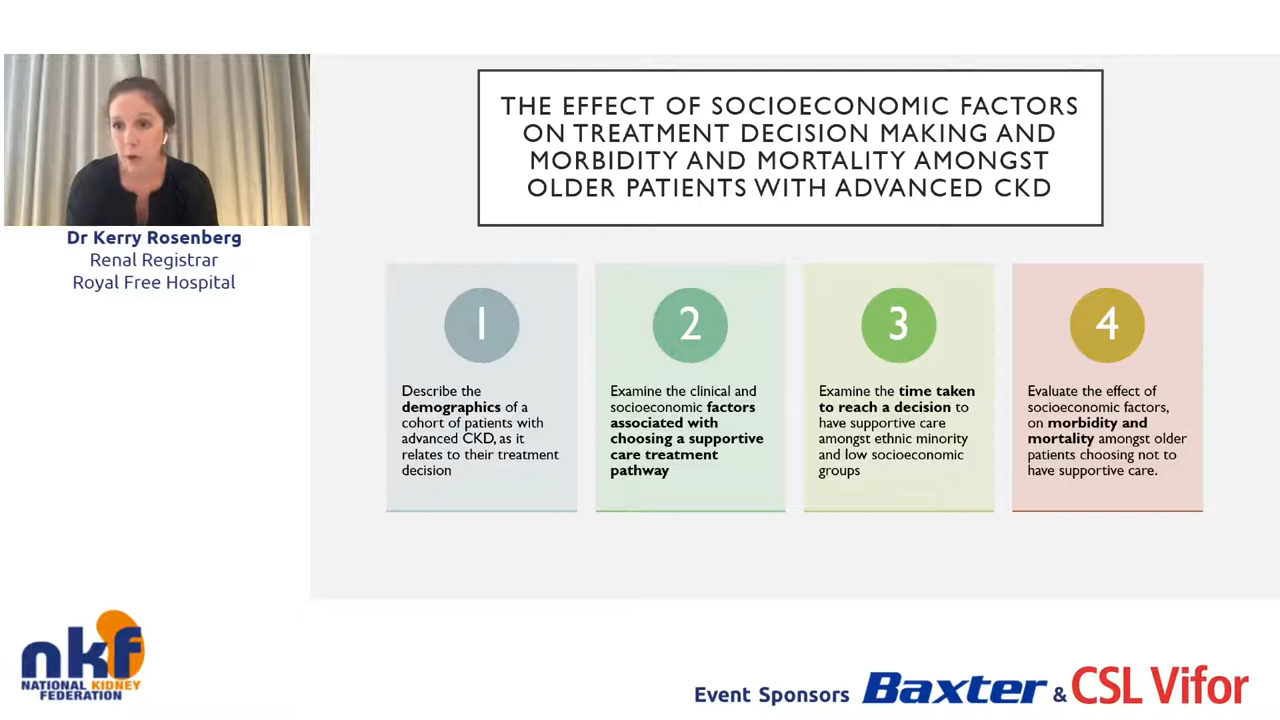 THE EFFECT OF SOCIOECONOMIC FACTORS
ON TREATMENT DECISION MAKING AND
MORBIDITY AND MORTALITY AMONGST
OLDER PATIENTS WITH ADVANCED CKD
Dr Kerry Rosenberg
Renal Registrar
Royal Free Hospital
1
Describe the
demographics of a
cohort of patients with
advanced CKD, as it
relates to their treatment
decision
2
Examine the clinical and
socioeconomic factors
associated with
choosing a supportive
care treatment
pathway
3
Examine the time taken
to reach a decision to
have supportive care
amongst ethnic minority
and low socioeconomic
groups
4
Evaluate the effect of
socioeconomic factors,
on morbidity and
mortality amongst older
patients choosing not to
have supportive care.
nkf
NATIONAL KIDNEY
FEDERATION
Event Sponsors Baxter & CSL Vifor